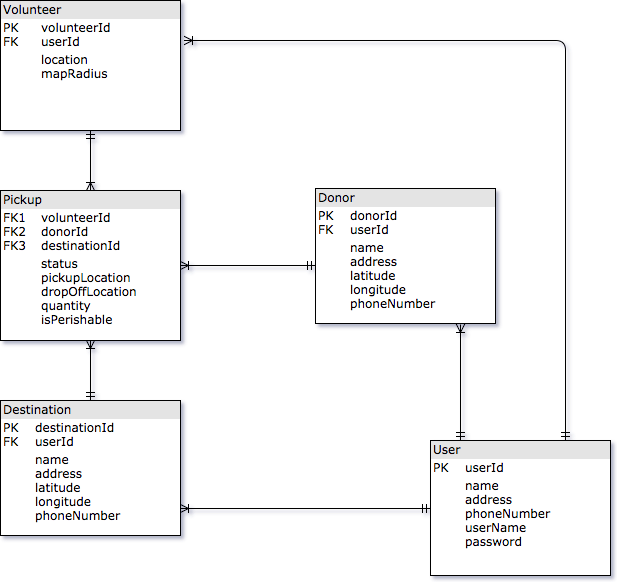 Volunteer
PK volunteerId
FK userId
location
mapRadius
Pickup
FK1 volunteerId
FK2 donorId
FK3 destinationId
status
pickupLocation
dropOffLocation
quantity
isPerishable
Donor
PK donorId
FK userId
name
address
latitude
longitude
phoneNumber
Destination
PK destinationId
FK userId
name
address
latitude
longitude
phoneNumber
User
PK userId
name
address
phoneNumber
userName
password